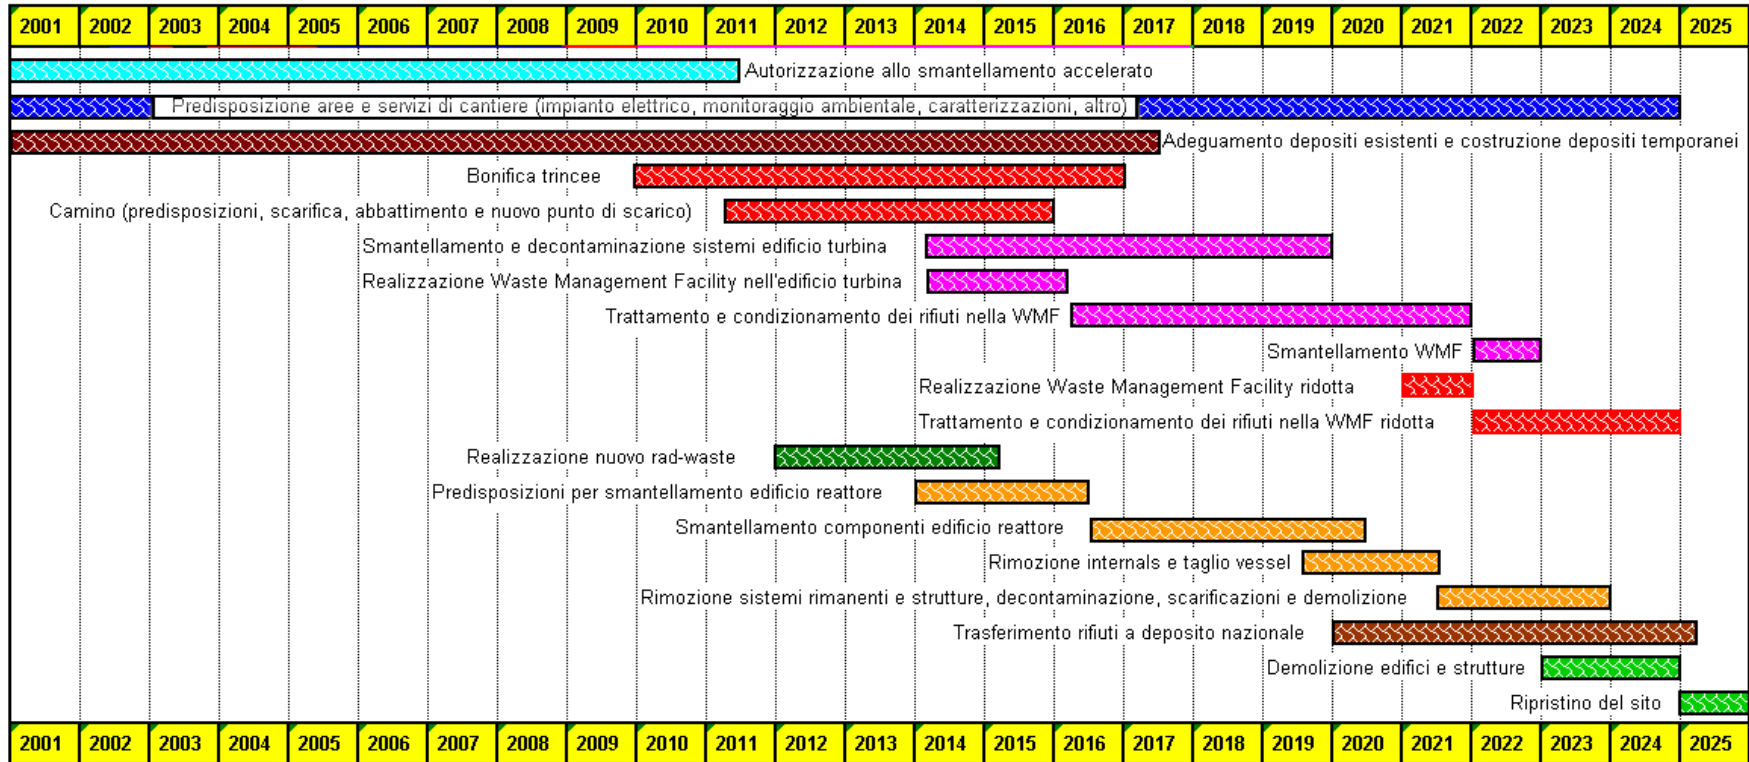 2001 2002 2003 2004 2005 2006 2007 2008 2009 2010 2011 2012 2013 2014 2015 2016 2017 2018 2019 2020 2021 2022 2023 2024 2025
Autorizzazione allo smantellamento accelerato
Predisposizione aree e servizi di cantiere (impianto elettrico, monitoraggio ambientale, caratterizzazioni, altro)
Adeguamento depositi esistenti e costruzione depositi temporanei
Bonifica trincee
Camino (predisposizioni, scarifica, abbattimento e nuovo punto di scarico)
Smantellamento e decontaminazione sistemi edificio turbina
Realizzazione Waste Management Facility nell'edificio turbina
Trattamento e condizionamento dei rifiuti nella WMF
Smantellamento WMF
Realizzazione Waste Management Facility ridotta
Trattamento e condizionamento dei rifiuti nella WMF ridotta
Realizzazione nuovo rad-waste
Predisposizioni per smantellamento edificio reattore
Smantellamento componenti edificio reattore
Rimozione internals e taglio vessel
Rimozione sistemi rimanenti e strutture, decontaminazione, scarificazioni e demolizione
Trasferimento rifiuti a deposito nazionale
Demolizione edifici e strutture
Ripristino del sito
2001 2002 2003 2004 2005 2006 2007 2008 2009 2010 2011 2012 2013 2014 2015 2016 2017 2018 2019 2020 2021 2022 2023 2024 2025